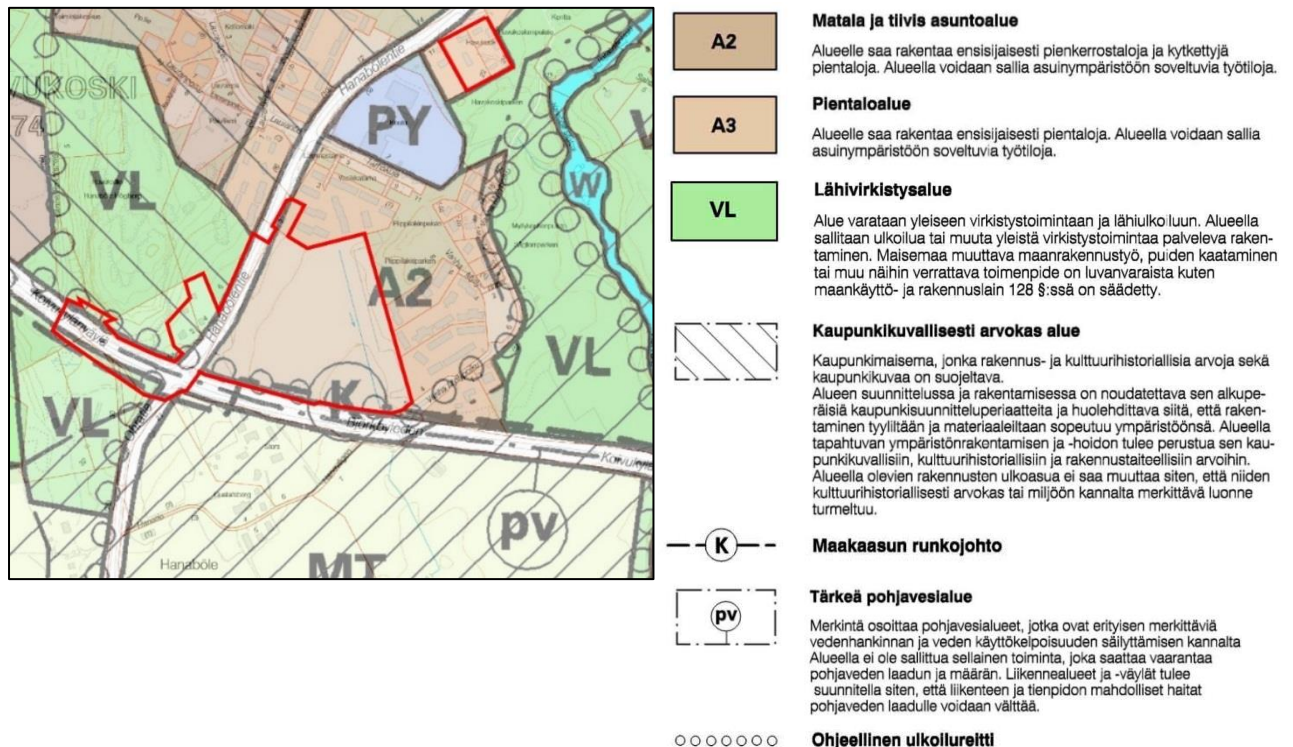 VUKOSKI
74
VL
Hanabölentie
PY
W
VL
Hanabölentie
A2
VL
K
pv
Hanaböle
MT
A2
Matala ja tiivis asuntoalue
Alueelle saa rakentaa ensisijaisesti pienkerrostaloja ja kytkettyjä
pientaloja. Alueella voidaan sallia asuinympäristöön soveltuvia työtiloja.
A3
Pientaloalue
Alueelle saa rakentaa ensisijaisesti pientaloja. Alueella voidaan sallia
asuinympäristöön soveltuvia työtiloja.
VL
Lähivirkistysalue
Alue varataan yleiseen virkistystoimintaan ja lähiulkoiluun. Alueella
sallitaan ulkoilua tai muuta yleistä virkistystoimintaa palveleva raken-
taminen. Maisemaa muuttava maanrakennustyö, puiden kaataminen
tai muu näihin verrattava toimenpide on luvanvaraista kuten
maankäyttö- ja rakennuslain 128 §:ssä on säädetty.
Kaupunkikuvallisesti arvokas alue
Kaupunkimaisema, jonka rakennus- ja kulttuurihistoriallisia arvoja sekä
kaupunkikuvaa on suojeltava.
Alueen suunnittelussa ja rakentamisessa on noudatettava sen alkupe-
räisiä kaupunkisuunnitteluperiaatteita ja huolehdittava siitä, että raken-
taminen tyyliltään ja materiaaleiltaan sopeutuu ympäristöönsä. Alueella
tapahtuvan ympäristönrakentamisen ja -hoidon tulee perustua sen kau-
punkikuvallisiin, kulttuurihistoriallisiin ja rakennustaiteellisiin arvoihin.
Alueella olevien rakennusten ulkoasua ei saa muuttaa siten, että niiden
kulttuurihistoriallisesti arvokas tai miljöön kannalta merkittävä luonne
turmeltuu.
K
Maakaasun runkojohto
pv
Tärkeä pohjavesialue
Merkintä osoittaa pohjavesialueet, jotka ovat erityisen merkittäviä
vedenhankinnan ja veden käyttökelpoisuuden säilyttämisen kannalta
Alueella ei ole sallittua sellainen toiminta, joka saattaa vaarantaa
pohjaveden laadun ja määrän. Liikennealueet ja -väylät tulee
suunnitella siten, että liikenteen ja tienpidon mahdolliset haitat
pohjaveden laadulle voidaan välttää.
Ohjeellinen ulkoilureitti